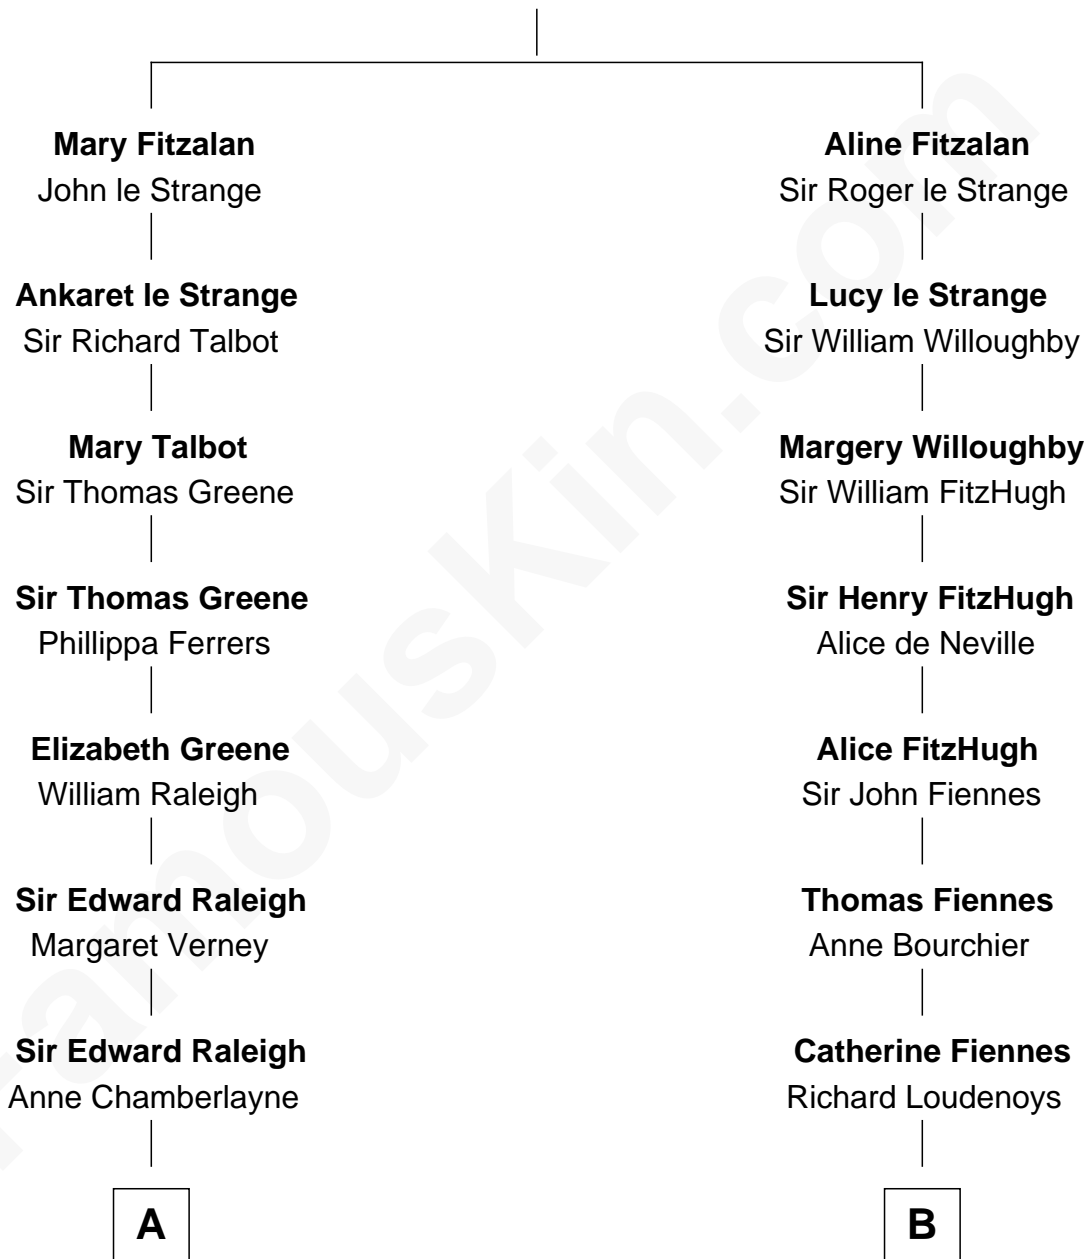 Mary Fitzalan
John le Strange
Ankaret le Strange
Sir Richard Talbot
Mary Talbot
Sir Thomas Greene
Sir Thomas Greene
Phillippa Ferrers
Elizabeth Greene
William Raleigh
Sir Edward Raleigh
Margaret Verney
Sir Edward Raleigh
Anne Chamberlayne
A
Aline Fitzalan
Sir Roger le Strange
Lucy le Strange
Sir William Willoughby
Margery Willoughby
Sir William FitzHugh
Sir Henry FitzHugh
Alice de Neville
Alice FitzHugh
Sir John Fiennes
Thomas Fiennes
Anne Bourchier
Catherine Fiennes
Richard Loudenoys
B
FamousKin.com